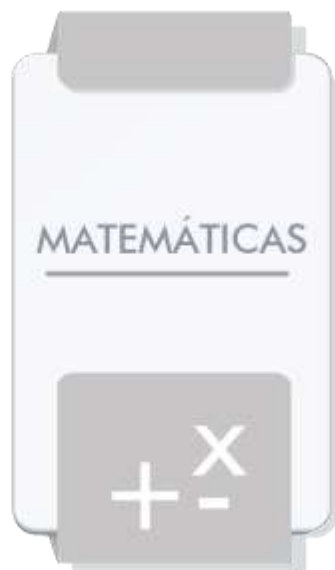 MATEMÁTICAS
x
+ -